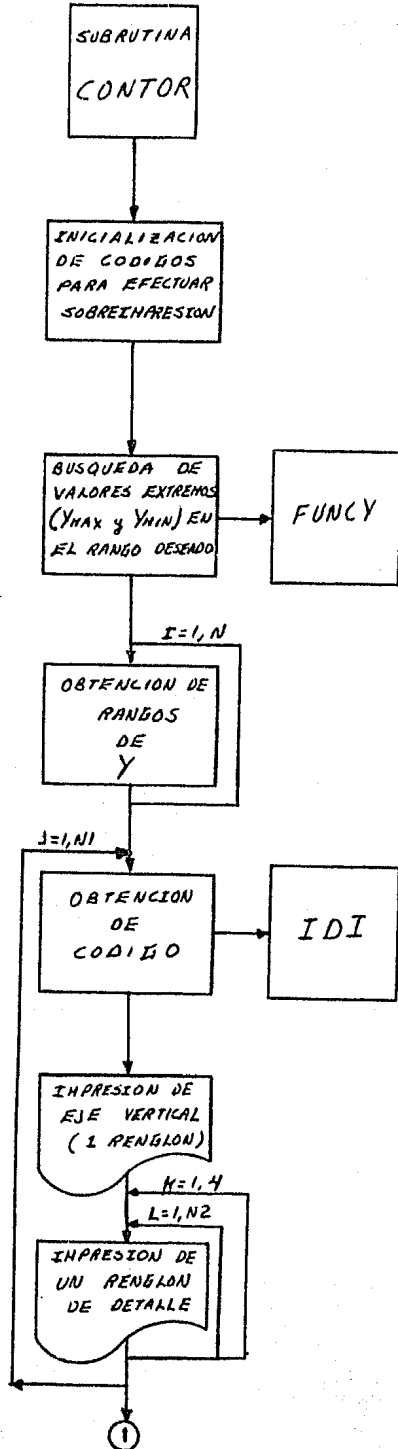 SUBRUTINA
CONTOR
INICIALIZACION
DE CODIGOS
PARA EFECTUAR
SOBREIMPRESION
BUSQUEDA DE
VALORES EXTREMOS
(YMAX y YMIN) EN
EL RANGO DESEADO
FUNCY
I=1,N
OBTENCION DE
RANGOS
DE
Y
J=1,N1
OBTENCION
DE
CODIGO
IDI
IMPRESION DE
EJE VERTICAL
(1 RENGLON)
K=1,4
L=1,N2
IMPRESION DE
UN RENGLON
DE DETALLE
1